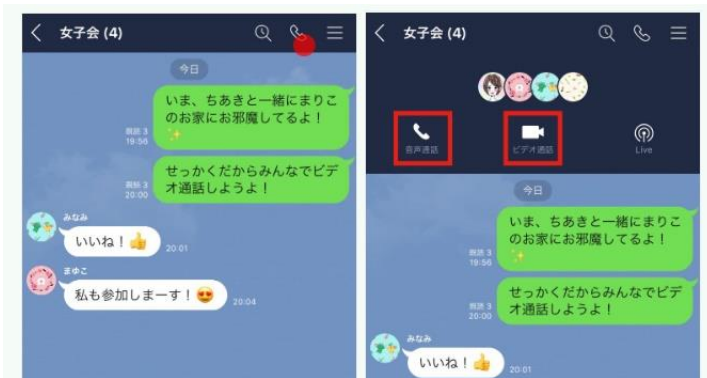 女子会 (4)
今日
いま、ちあきと一緒にまりこ
のお家にお邪魔してるよ！
✨
既読 3
19:56
せっかくだからみんなでビデ
オ通話しようよ！
既読 3
20:00
みなみ
いいね！👍
20:01
まゆこ
私も参加しまーす！😍
20:04
女子会 (4)
音声通話
ビデオ通話
Live
今日
いま、ちあきと一緒にまりこ
のお家にお邪魔してるよ！
✨
既読 3
19:56
せっかくだからみんなでビデ
オ通話しようよ！
既読 3
20:00
みなみ
いいね！👍
20:01